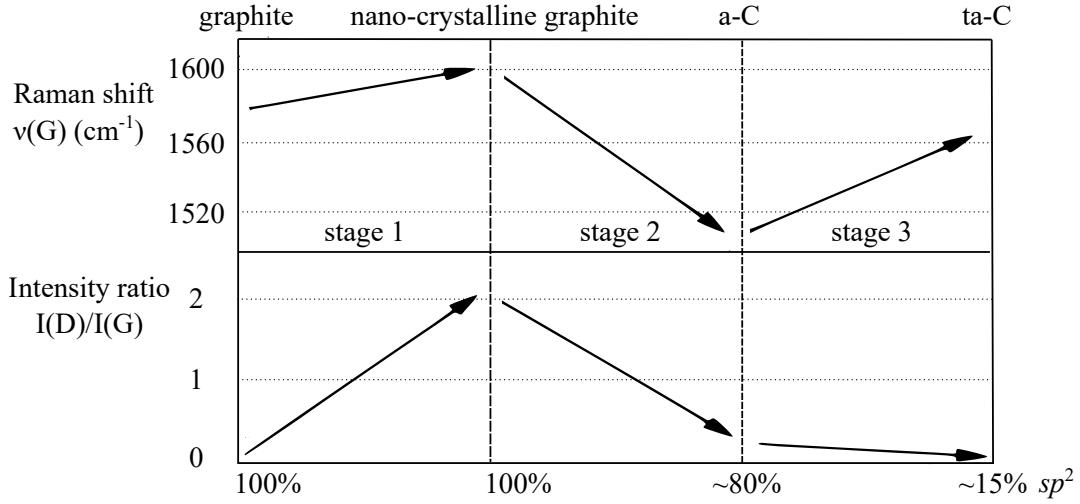 graphite nano-crystalline graphite a-C ta-C
1600
Raman shift
ν(G) (cm⁻¹)
1560
1520
stage 1 stage 2 stage 3
Intensity ratio
I(D)/I(G)
2
1
0
100% 100% ~80% ~15% sp²